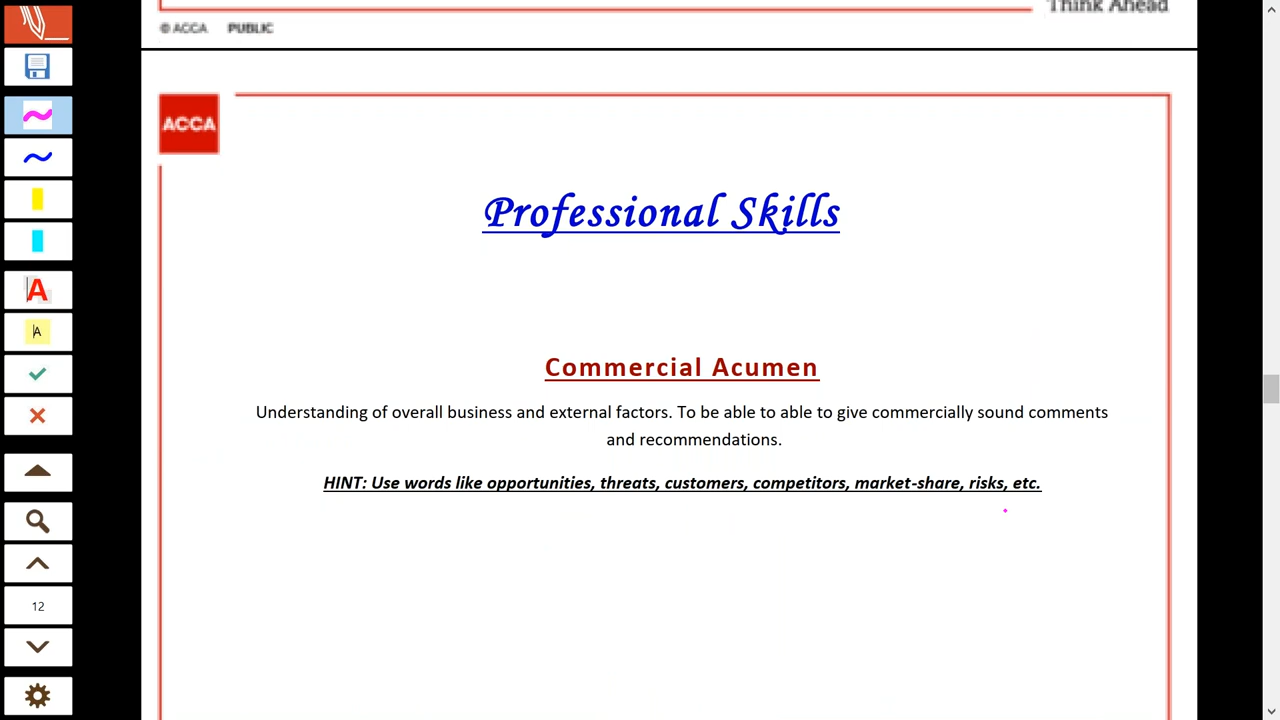 Think Ahead
© ACCA PUBLIC
ACCA
Professional Skills
Commercial Acumen
Understanding of overall business and external factors. To be able to able to give commercially sound comments
and recommendations.
HINT: Use words like opportunities, threats, customers, competitors, market-share, risks, etc.
A
A
12